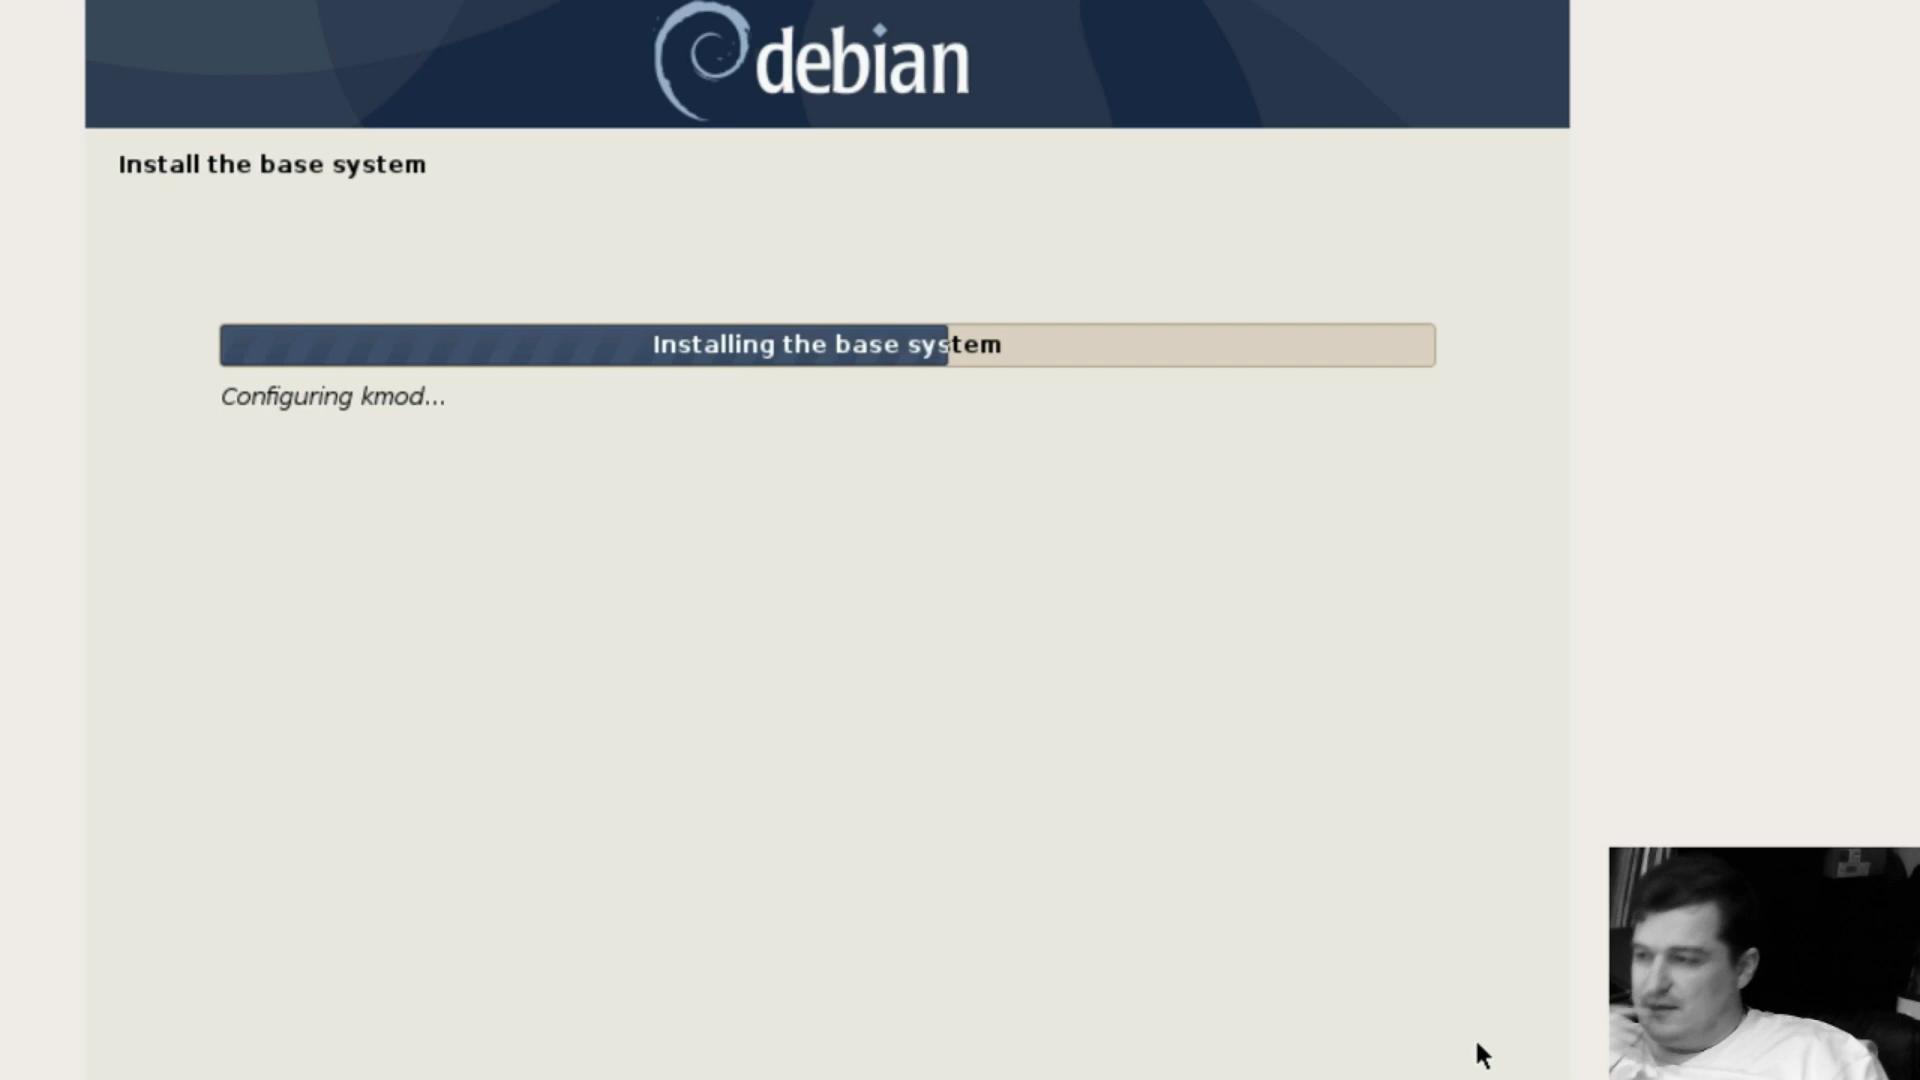 debian
Install the base system
Installing the base system
Configuring kmod...